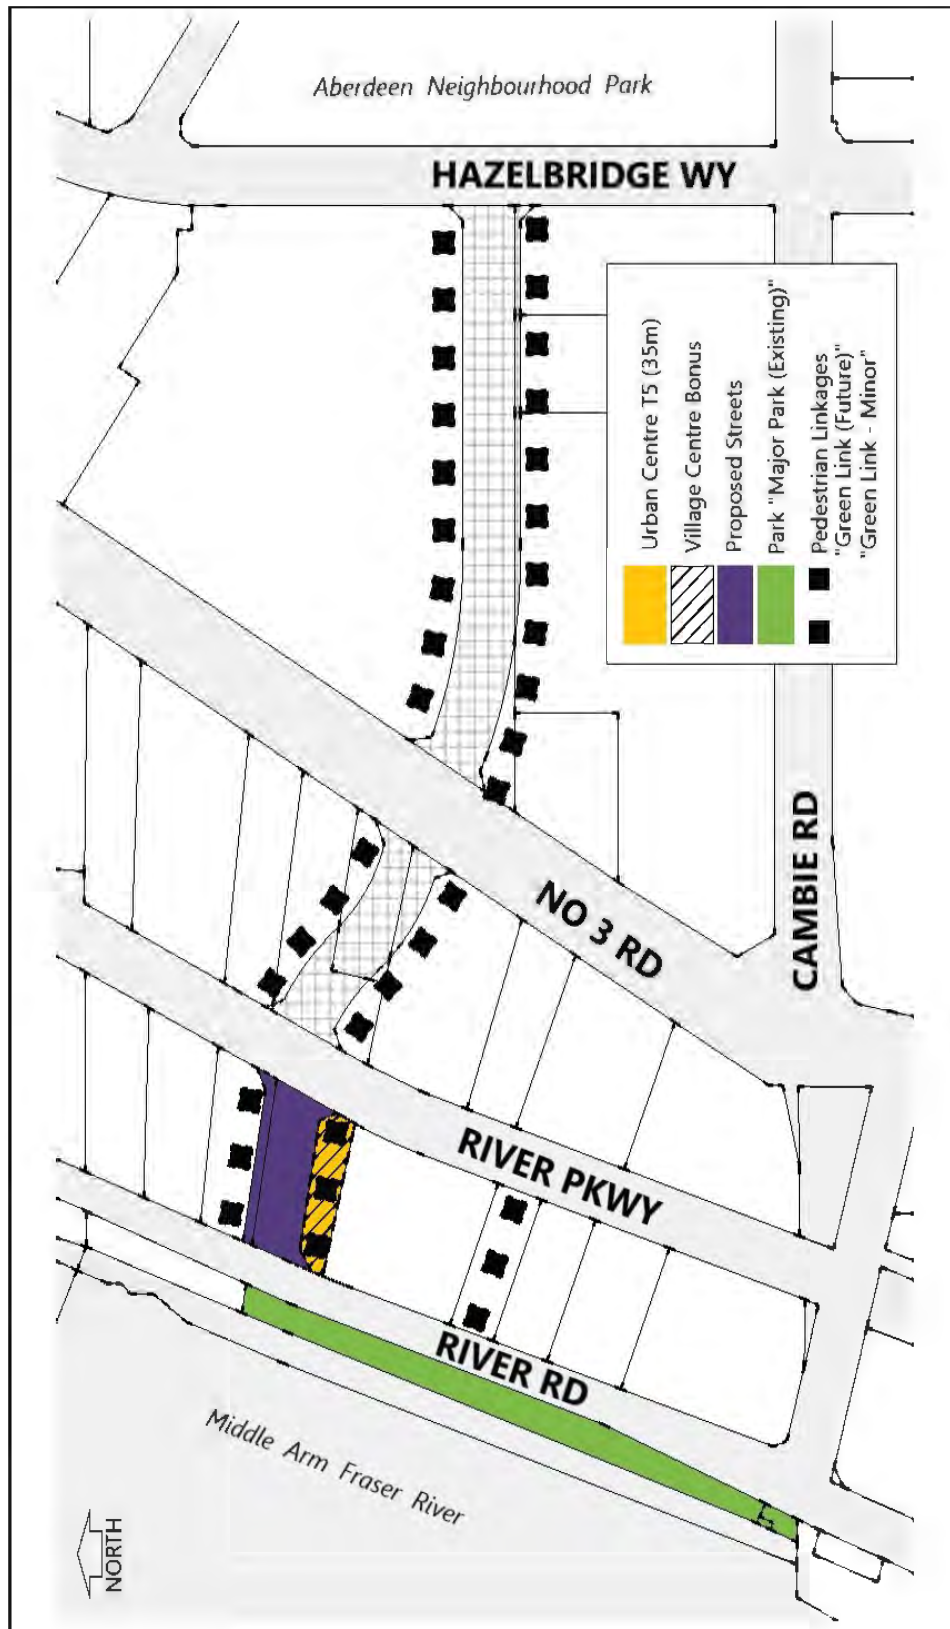 Aberdeen Neighbourhood Park
HAZELBRIDGE WY
Urban Centre T5 (35m)
Village Centre Bonus
Proposed Streets
Park "Major Park (Existing)"
Pedestrian Linkages
"Green Link (Future)"
"Green Link - Minor"
CAMBIE RD
NO 3 RD
RIVER PKWY
RIVER RD
Middle Arm Fraser River
NORTH